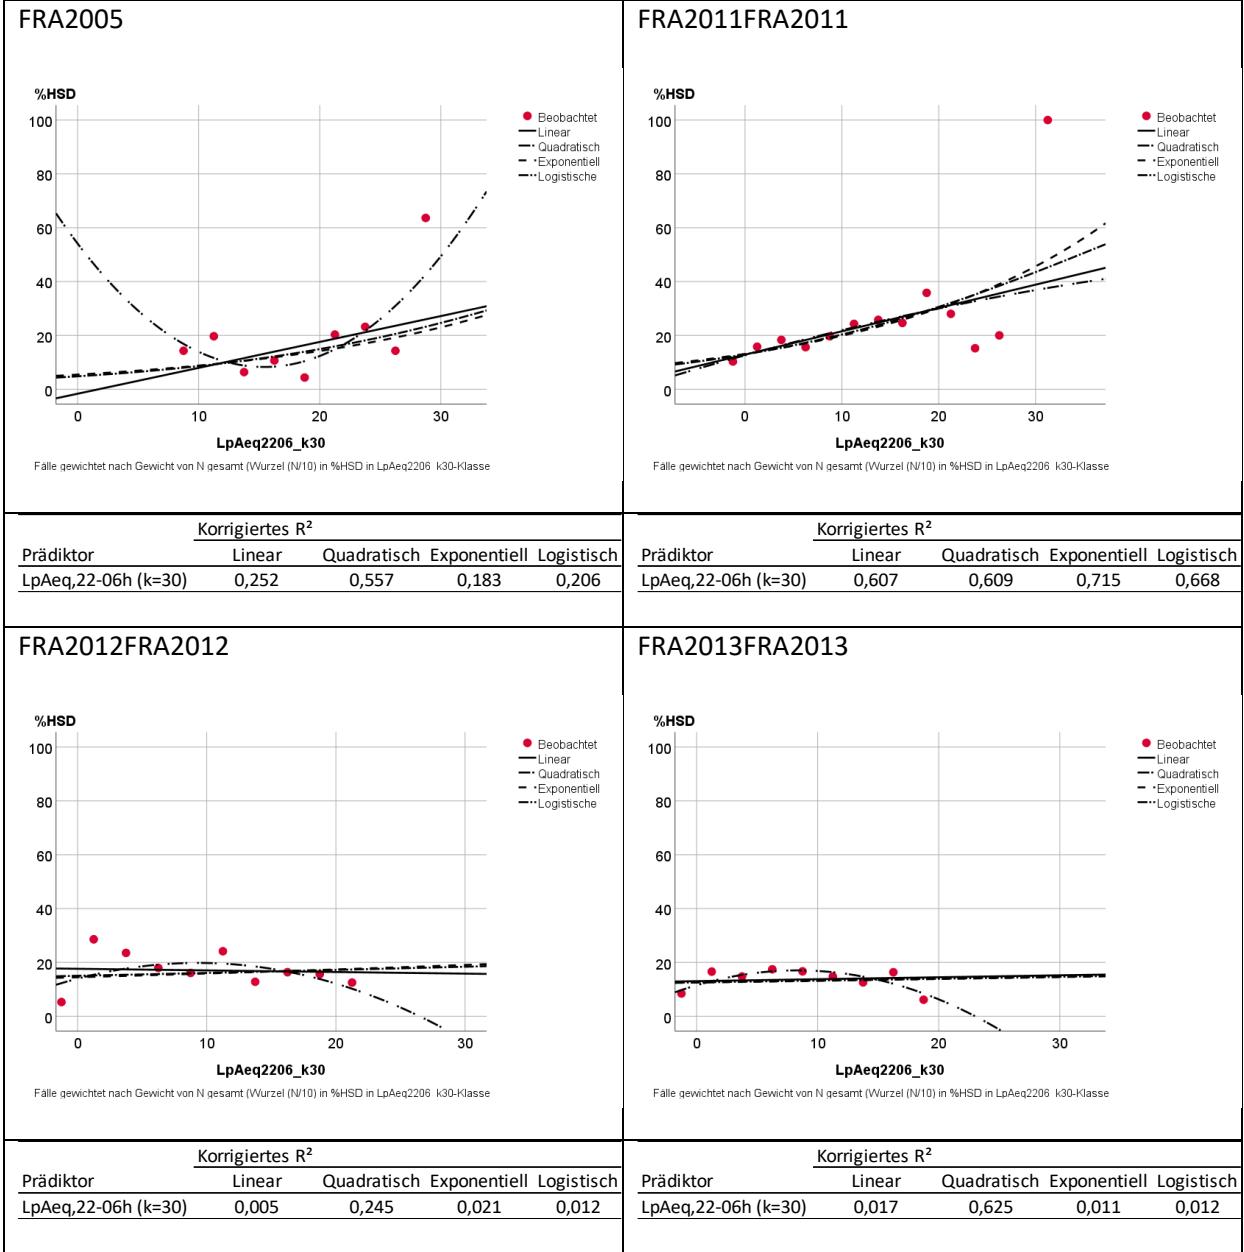 FRA2005
%HSD
100
80
60
40
20
0
0 10 20 30
LpAeq2206_k30
Beobachtet
Linear
Quadratisch
Exponentiell
Logistische
Fälle gewichtet nach Gewicht von N gesamt (Wurzel (N/10) in %HSD in LpAeq2206_k30-Klasse
Korrigiertes R²
Prädiktor Linear Quadratisch Exponentiell Logistisch
LpAeq,22-06h (k=30) 0,252 0,557 0,183 0,206
FRA2011FRA2011
%HSD
100
80
60
40
20
0
0 10 20 30
LpAeq2206_k30
Beobachtet
Linear
Quadratisch
Exponentiell
Logistische
Fälle gewichtet nach Gewicht von N gesamt (Wurzel (N/10) in %HSD in LpAeq2206_k30-Klasse
Korrigiertes R²
Prädiktor Linear Quadratisch Exponentiell Logistisch
LpAeq,22-06h (k=30) 0,607 0,609 0,715 0,668
FRA2012FRA2012
%HSD
100
80
60
40
20
0
0 10 20 30
LpAeq2206_k30
Beobachtet
Linear
Quadratisch
Exponentiell
Logistische
Fälle gewichtet nach Gewicht von N gesamt (Wurzel (N/10) in %HSD in LpAeq2206_k30-Klasse
Korrigiertes R²
Prädiktor Linear Quadratisch Exponentiell Logistisch
LpAeq,22-06h (k=30) 0,005 0,245 0,021 0,012
FRA2013FRA2013
%HSD
100
80
60
40
20
0
0 10 20 30
LpAeq2206_k30
Beobachtet
Linear
Quadratisch
Exponentiell
Logistische
Fälle gewichtet nach Gewicht von N gesamt (Wurzel (N/10) in %HSD in LpAeq2206_k30-Klasse
Korrigiertes R²
Prädiktor Linear Quadratisch Exponentiell Logistisch
LpAeq,22-06h (k=30) 0,017 0,625 0,011 0,012